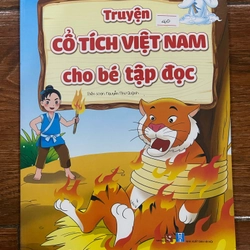 Truyện
CỔ TÍCH VIỆT NAM
cho bé tập đọc